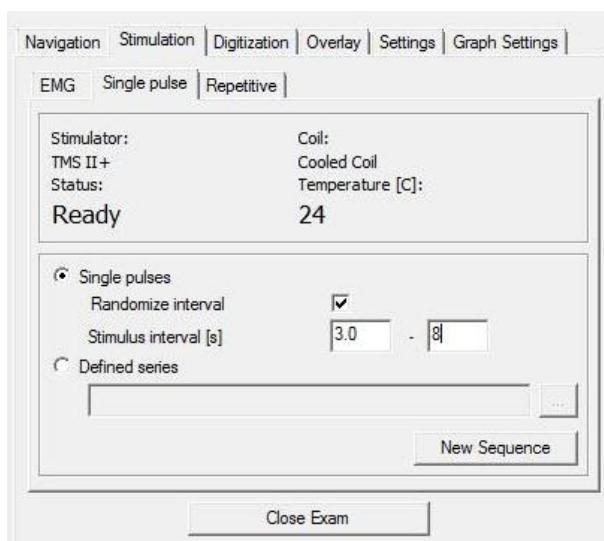 Navigation Stimulation Digitization Overlay Settings Graph Settings
EMG Single pulse Repetitive
Stimulator: Coil:
TMS II+ Cooled Coil
Status: Temperature [C]:
Ready 24
Single pulses
Randomize interval
Stimulus interval [s] 3.0 - 8
Defined series
...
New Sequence
Close Exam